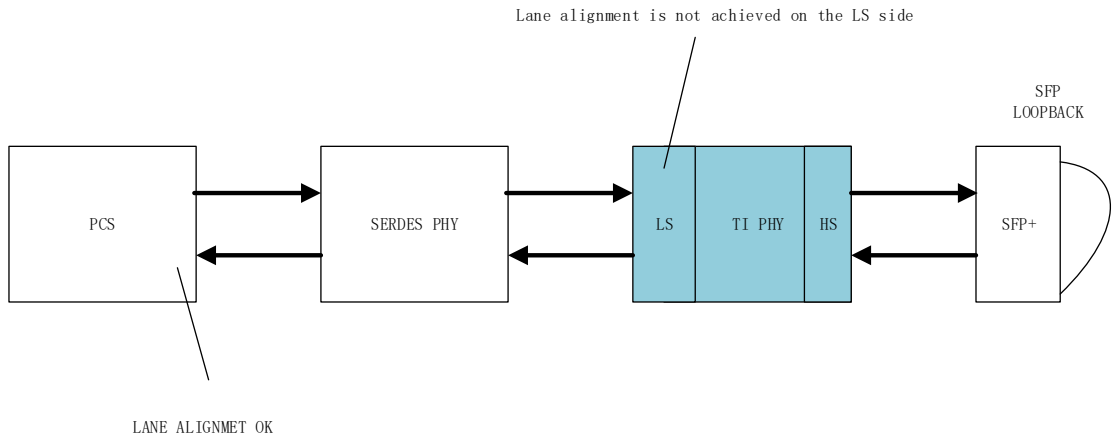 Lane alignment is not achieved on the LS side
SFP
LOOPBACK
PCS
SERDES PHY
LS
TI PHY
HS
SFP+
LANE ALIGNMET OK